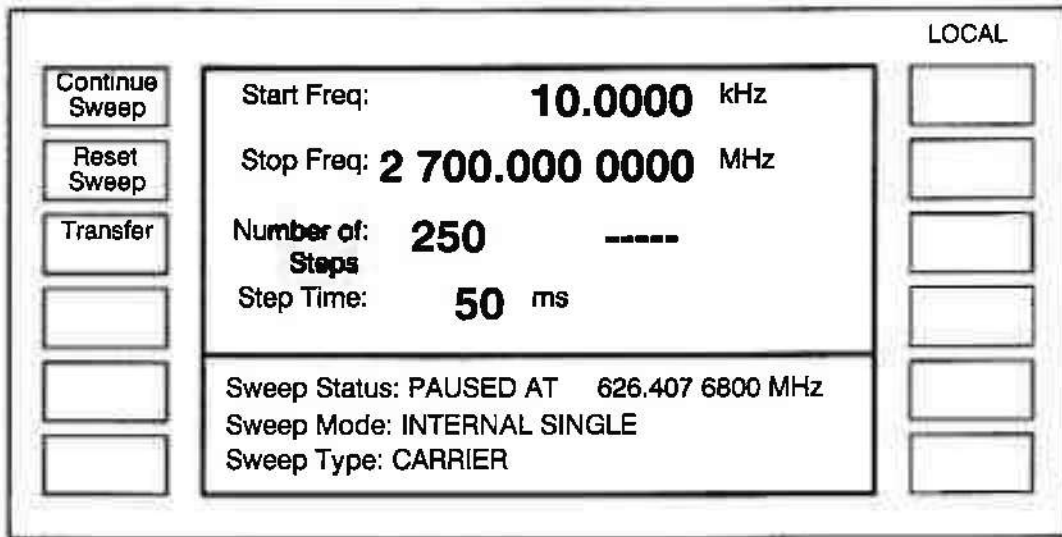 LOCAL
Continue
Sweep
Reset
Sweep
Transfer
Start Freq: 10.0000 kHz
Stop Freq: 2 700.000 0000 MHz
Number of: 250 -----
Steps
Step Time: 50 ms
Sweep Status: PAUSED AT 626.407 6800 MHz
Sweep Mode: INTERNAL SINGLE
Sweep Type: CARRIER